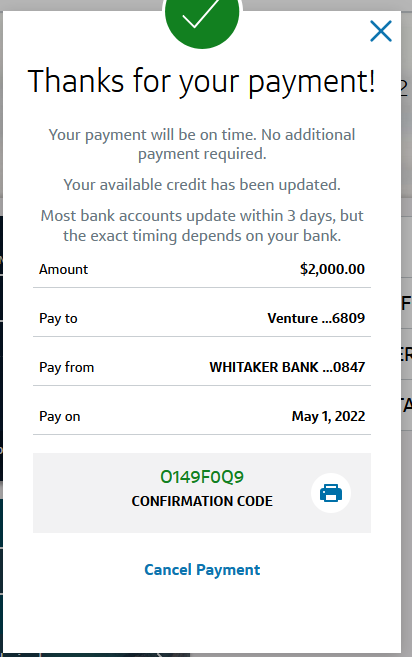 Thanks for your payment!
Your payment will be on time. No additional
payment required.
Your available credit has been updated.
Most bank accounts update within 3 days, but
the exact timing depends on your bank.
Amount $2,000.00
Pay to Venture ...6809
Pay from WHITAKER BANK ...0847
Pay on May 1, 2022
O149F0Q9
CONFIRMATION CODE
Cancel Payment